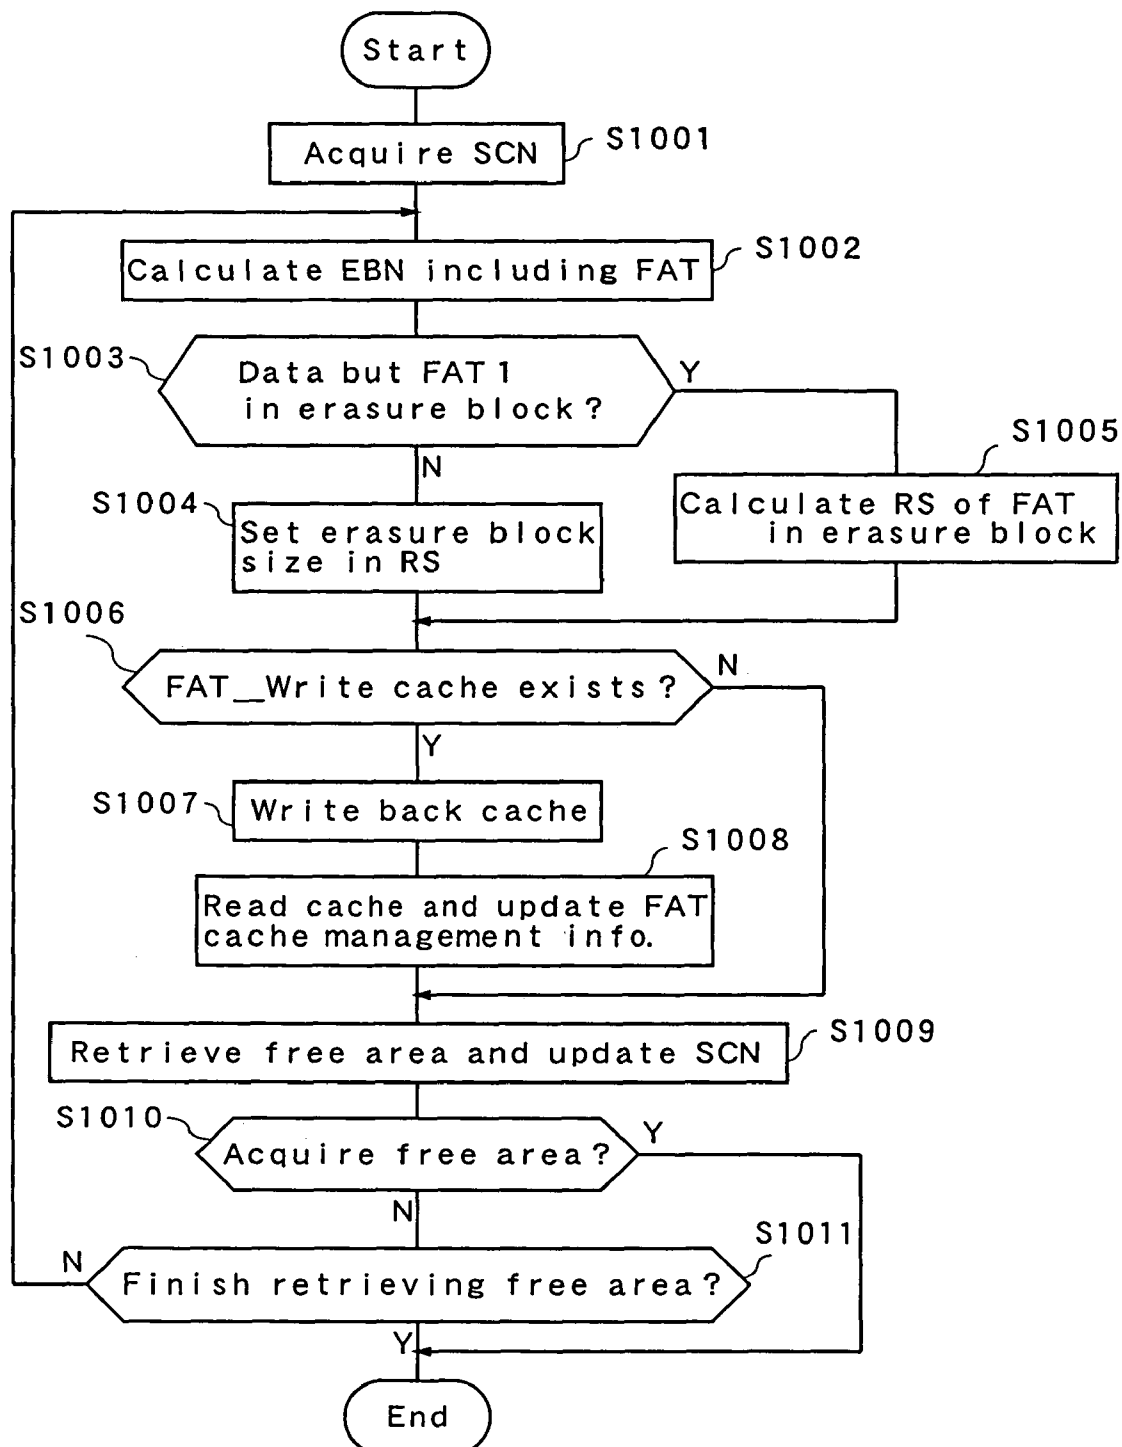 Start
Acquire SCN
S1001
Calculate EBN including FAT
S1002
S1003
Data but FAT1
in erasure block?
Y
N
S1005
Calculate RS of FAT
in erasure block
S1004
Set erasure block
size in RS
S1006
FAT_Write cache exists?
N
Y
S1007
Write back cache
S1008
Read cache and update FAT
cache management info.
S1009
Retrieve free area and update SCN
S1010
Acquire free area?
Y
N
S1011
N
Finish retrieving free area?
Y
End